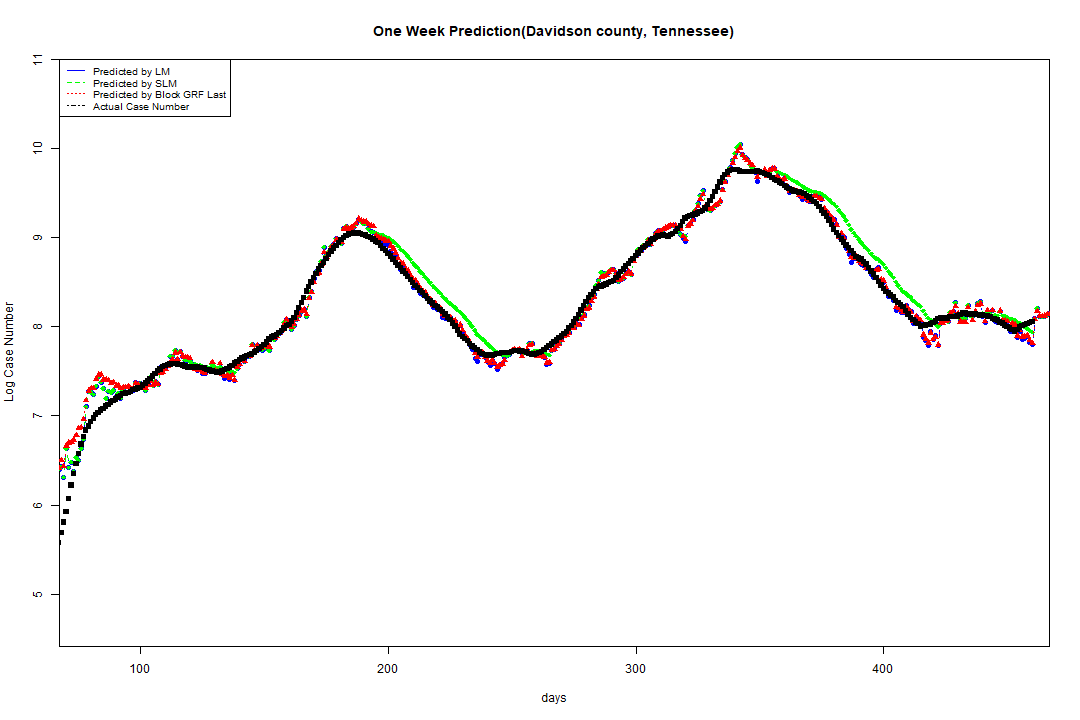 One Week Prediction(Davidson county, Tennessee)
Predicted by LM
Predicted by SLM
Predicted by Block GRF Last
Actual Case Number
11
10
9
8
7
6
5
Log Case Number
100 200 300 400
days